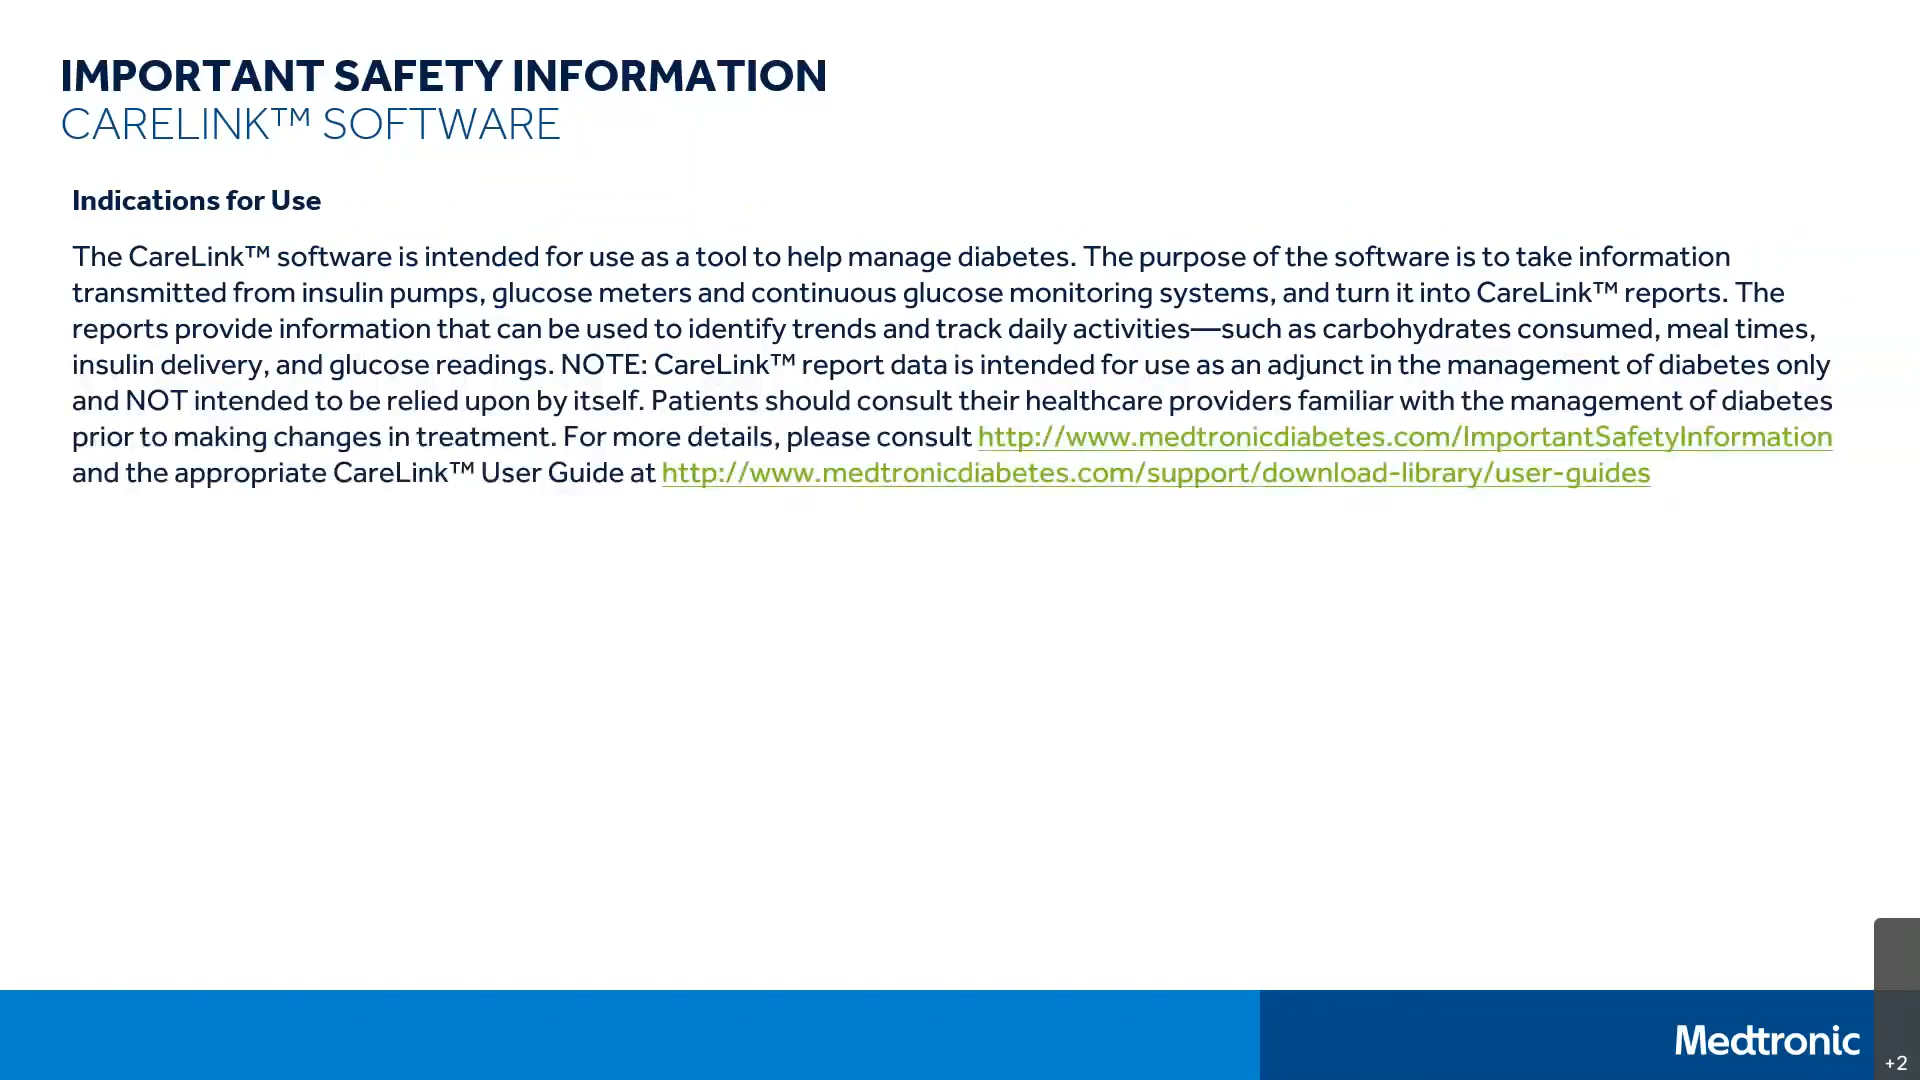 IMPORTANT SAFETY INFORMATION
CARELINK™ SOFTWARE
Indications for Use
The CareLink™ software is intended for use as a tool to help manage diabetes. The purpose of the software is to take information
transmitted from insulin pumps, glucose meters and continuous glucose monitoring systems, and turn it into CareLink™ reports. The
reports provide information that can be used to identify trends and track daily activities—such as carbohydrates consumed, meal times,
insulin delivery, and glucose readings. NOTE: CareLink™ report data is intended for use as an adjunct in the management of diabetes only
and NOT intended to be relied upon by itself. Patients should consult their healthcare providers familiar with the management of diabetes
prior to making changes in treatment. For more details, please consult http://www.medtronicdiabetes.com/ImportantSafetyInformation
and the appropriate CareLink™ User Guide at http://www.medtronicdiabetes.com/support/download-library/user-guides
Medtronic
+2